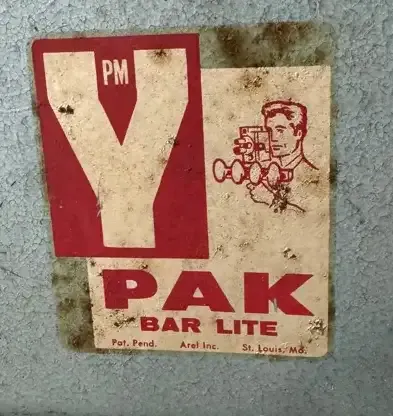 PM
Y
PAK
BAR LITE
Pat. Pend. Arel Inc. St. Louis, Mo.